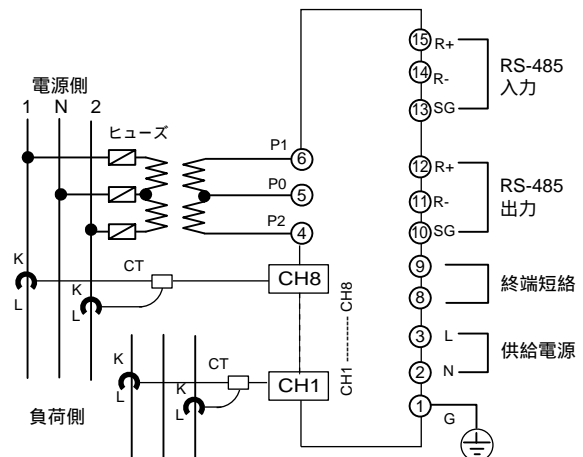 電源側
1 N 2
ヒューズ
P1
6
P0
5
P2
4
K
L
K
L
CT
CH8
K
L
K
L
CT
CH1
CH1 --------- CH8
負荷側
15 R+
14 R-
13 SG
RS-485
入力
12 R+
11 R-
10 SG
RS-485
出力
9
8
終端短絡
3 L
2 N
供給電源
1 G